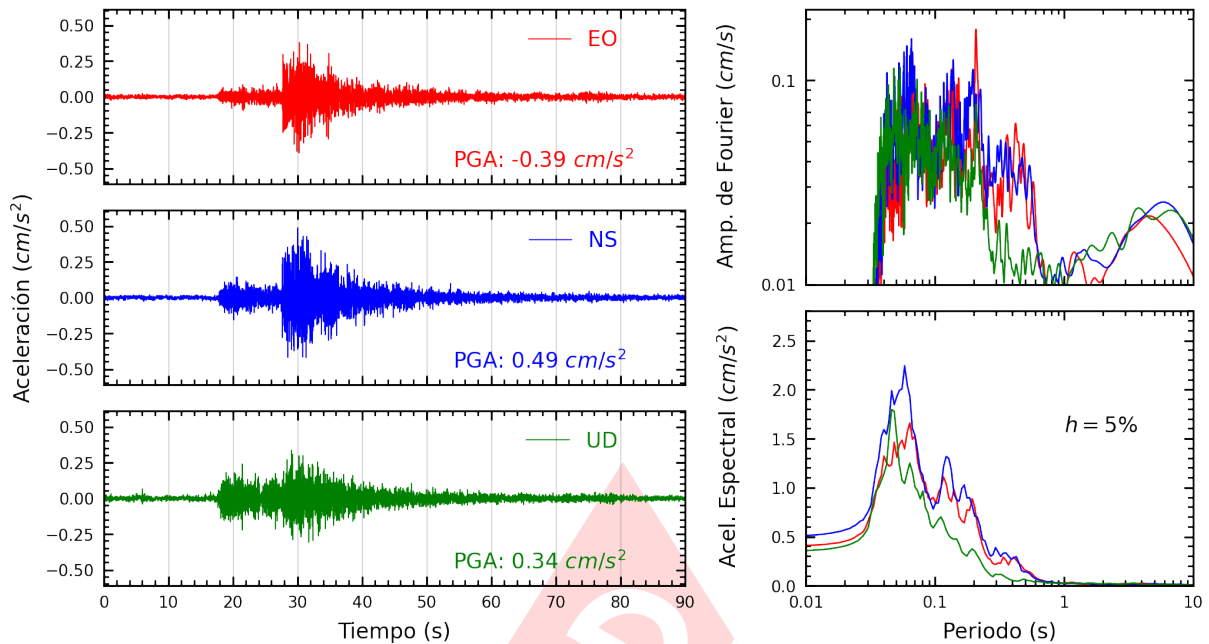 Aceleración (cm/s²)
0.50
0.25
0.00
−0.25
−0.50
EO
PGA: -0.39 cm/s²
0.50
0.25
0.00
−0.25
−0.50
NS
PGA: 0.49 cm/s²
0.50
0.25
0.00
−0.25
−0.50
UD
PGA: 0.34 cm/s²
0 10 20 30 40 50 60 70 80 90
Tiempo (s)
Amp. de Fourier (cm/s)
0.1
0.01
Acel. Espectral (cm/s²)
2.5
2.0
1.5
1.0
0.5
0.0
h = 5%
0.01 0.1 1 10
Periodo (s)